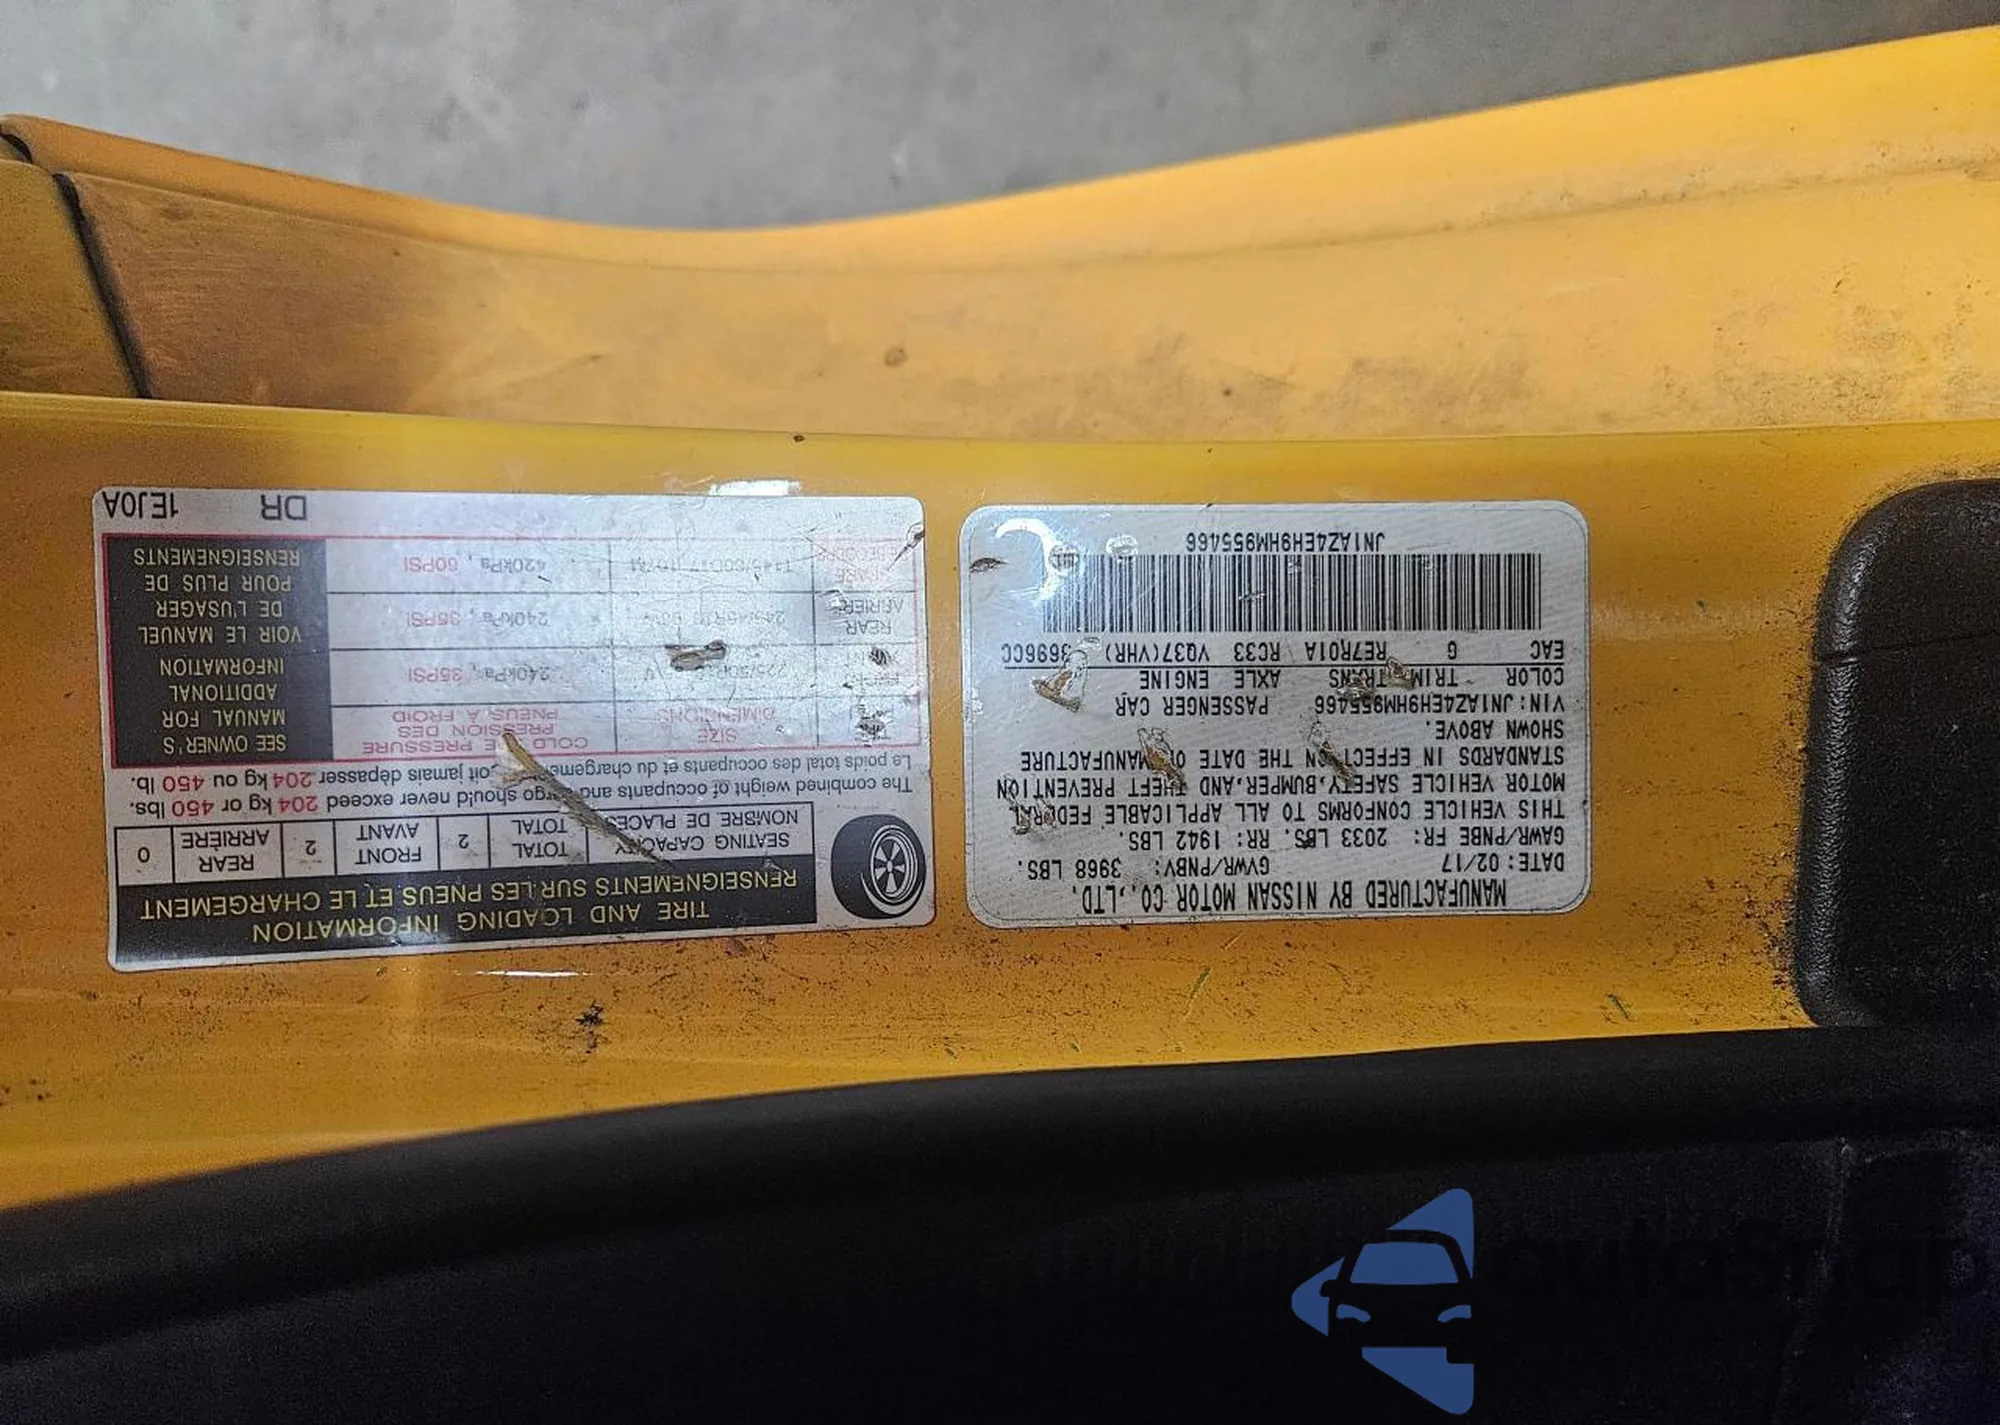 MANUFACTURED BY NISSAN MOTOR CO.,LTD.
DATE: 02/17 GVWR/PNBV: 3968 LBS.
GAWR/PNBE FR: 2033 LBS. RR: 1942 LBS.
THIS VEHICLE CONFORMS TO ALL APPLICABLE FEDERAL
MOTOR VEHICLE SAFETY,BUMPER,AND THEFT PREVENTION
STANDARDS IN EFFECT ON THE DATE OF MANUFACTURE
SHOWN ABOVE.
VIN: JN1AZ4EH9HM955466 PASSENGER CAR
COLOR TRIM TRANS AXLE ENGINE
EAC G RE7R01A RC33 VQ37(VHR) 3696CC
JN1AZ4EH9HM955466
TIRE AND LOADING INFORMATION
RENSEIGNEMENTS SUR LES PNEUS ET LE CHARGEMENT
SEATING CAPACITY TOTAL 2 FRONT 2 REAR 0
NOMBRE DE PLACES TOTAL AVANT ARRIÈRE
The combined weight of occupants and cargo should never exceed 204 kg or 450 lbs.
Le poids total des occupants et du chargement doit jamais dépasser 204 kg ou 450 lb.
SIZE COLD PRESSURE
DIMENSIONS PRESSION DES
PNEUS A FROID
240kPa, 35PSI
REAR
ARRIERE 240kPa, 35PSI
SPARE
420kPa, 60PSI
SEE OWNER'S
MANUAL FOR
ADDITIONAL
INFORMATION
VOIR LE MANUEL
DE L'USAGER
POUR PLUS DE
RENSEIGNEMENTS
DR 1EJ0A
autosnap